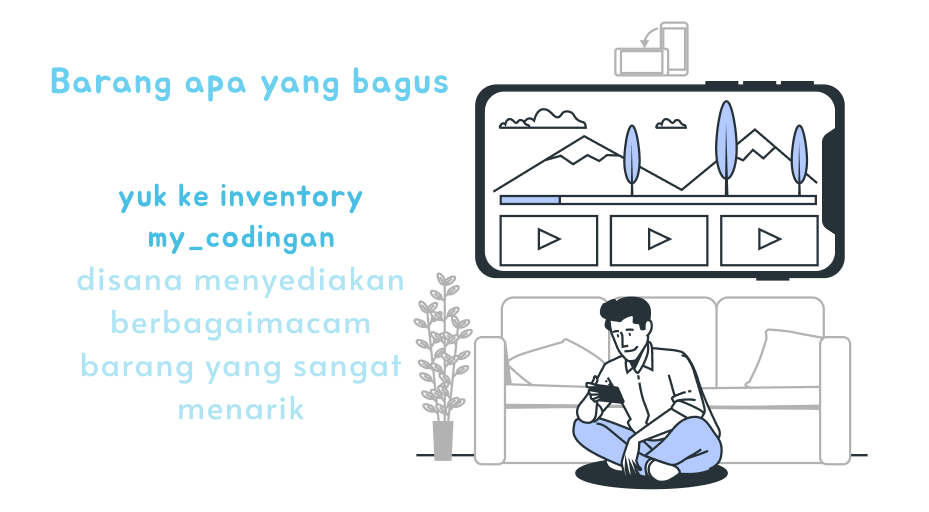 Barang apa yang bagus
yuk ke inventory
my_codingan
disana menyediakan
berbagaimacam
barang yang sangat
menarik